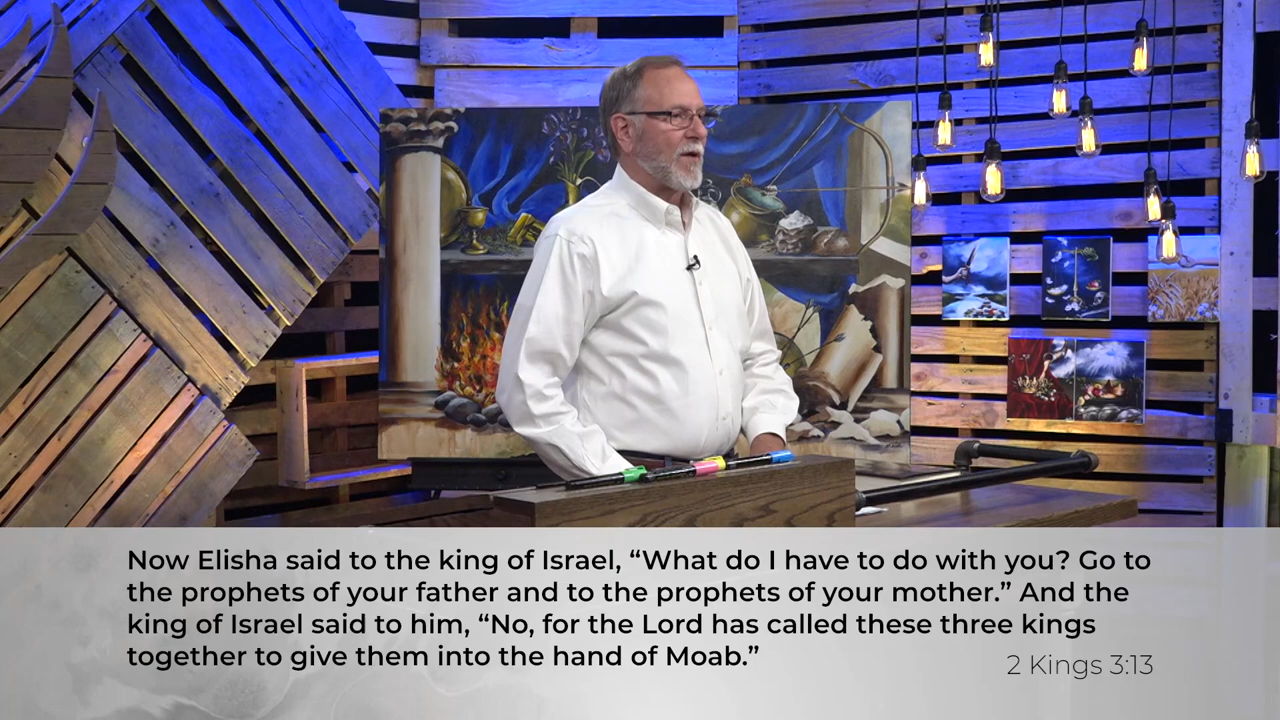 Now Elisha said to the king of Israel, “What do I have to do with you? Go to
the prophets of your father and to the prophets of your mother.” And the
king of Israel said to him, “No, for the Lord has called these three kings
together to give them into the hand of Moab.”
2 Kings 3:13